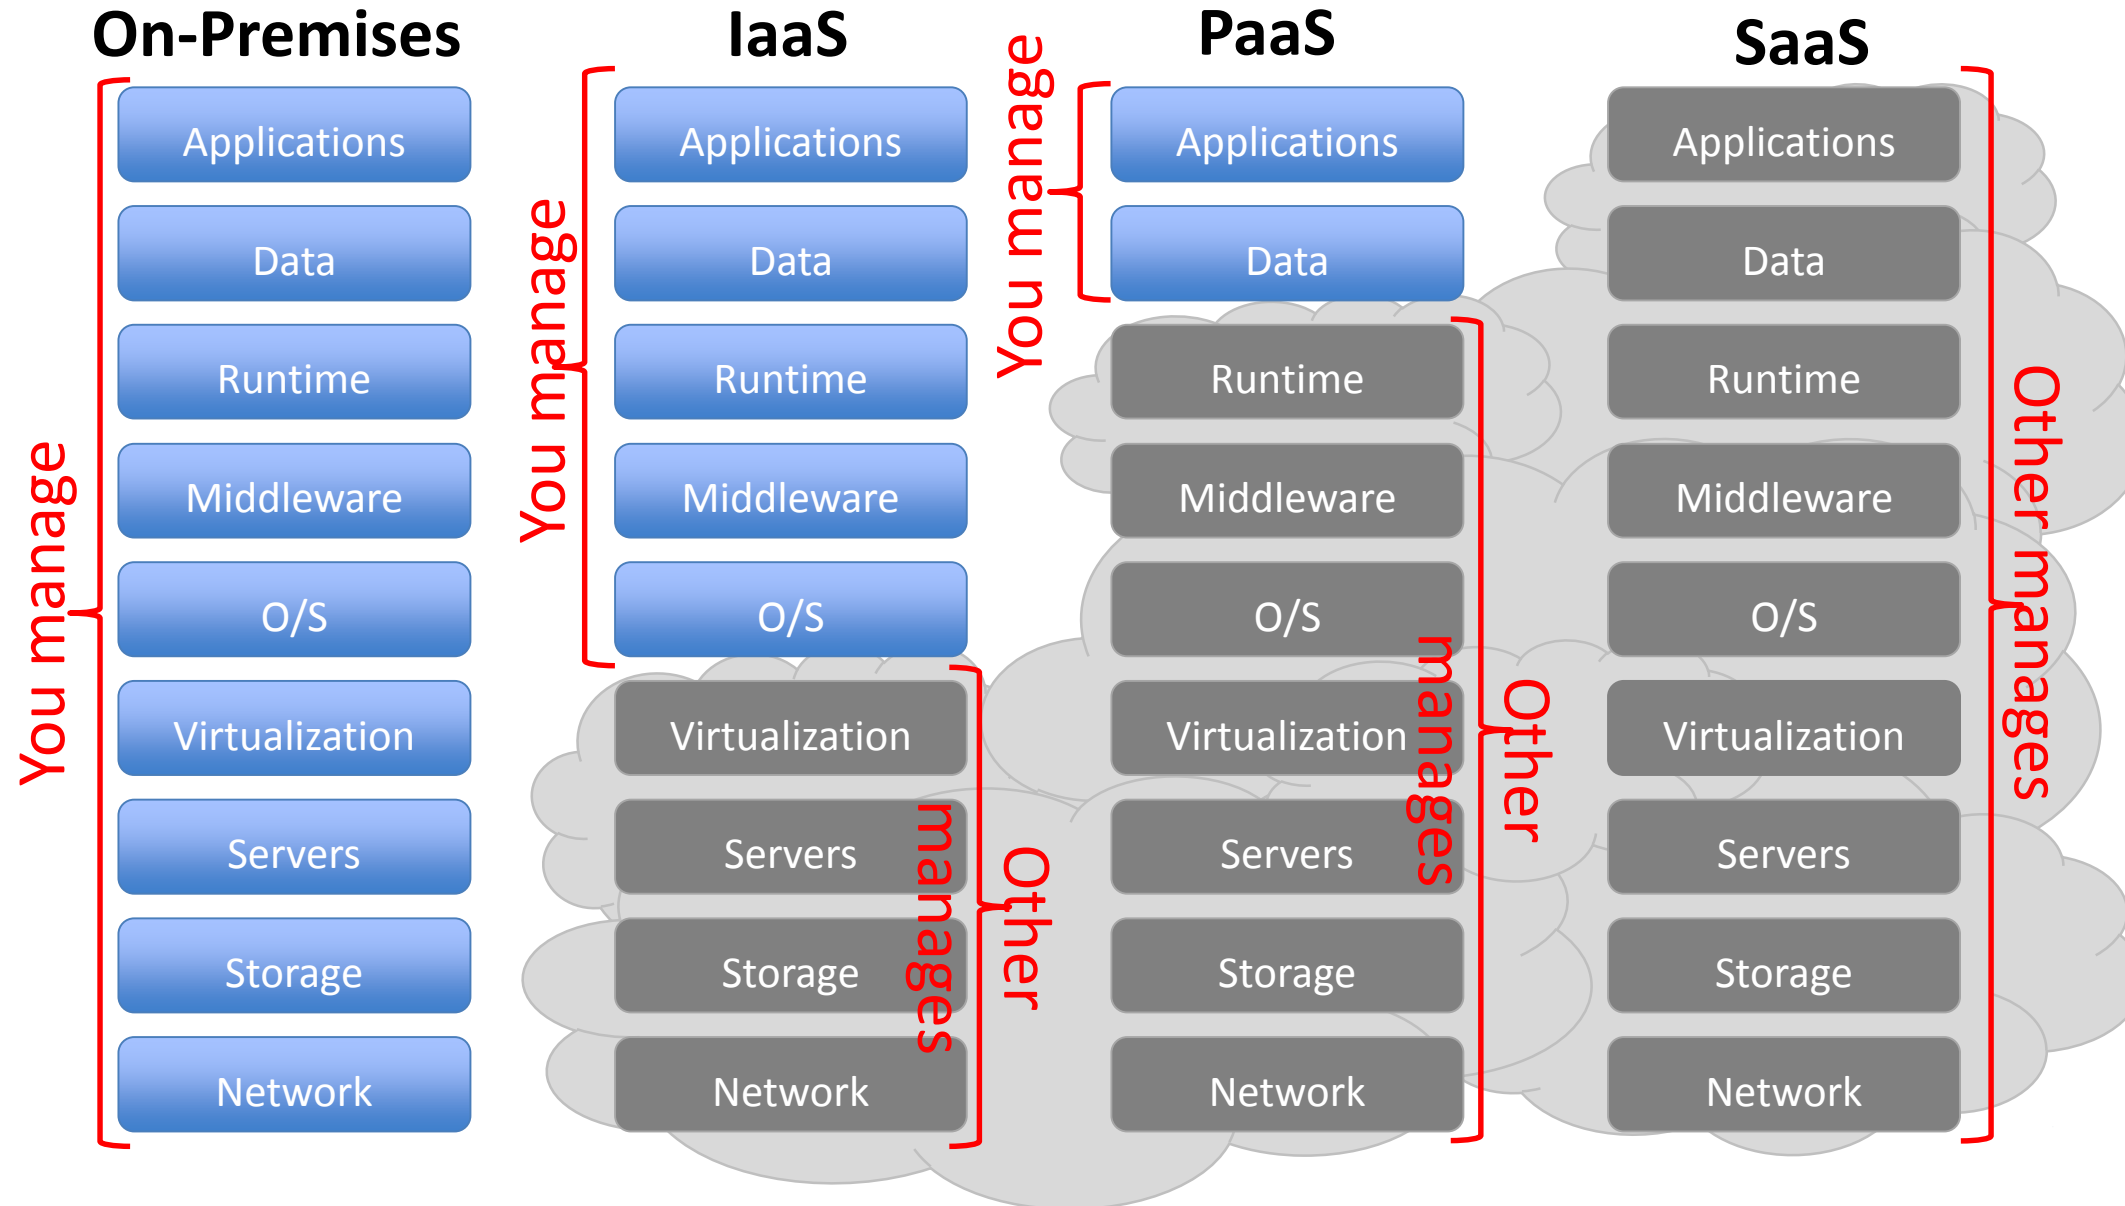 On-Premises
You manage
Applications
Data
Runtime
Middleware
O/S
Virtualization
Servers
Storage
Network
IaaS
You manage
Applications
Data
Runtime
Middleware
O/S
Virtualization
Servers
Storage
Network
Other
manages
PaaS
You manage
Applications
Data
Runtime
Middleware
O/S
Virtualization
Servers
Storage
Network
Other
manages
SaaS
Applications
Data
Runtime
Middleware
O/S
Virtualization
Servers
Storage
Network
Other manages